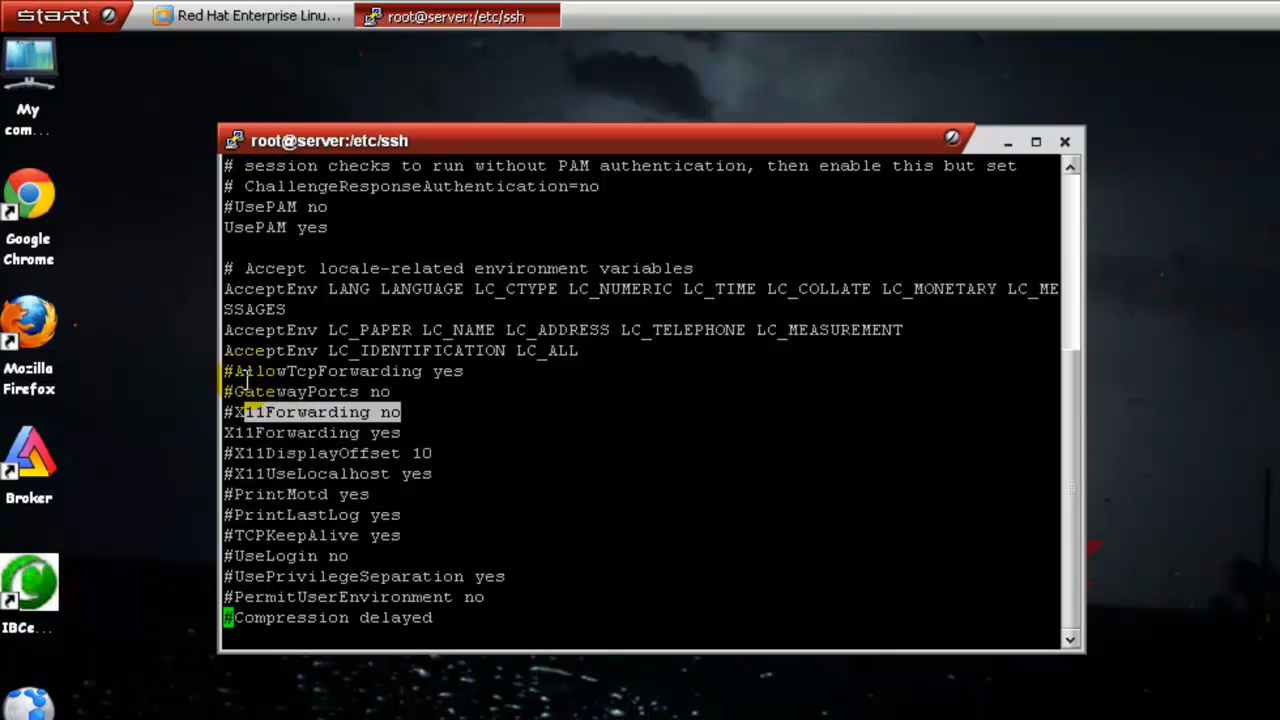 start
Red Hat Enterprise Linu...
root@server:/etc/ssh
My
com...
Google
Chrome
Mozilla
Firefox
Broker
IBCe...
root@server:/etc/ssh
# session checks to run without PAM authentication, then enable this but set
# ChallengeResponseAuthentication=no
#UsePAM no
UsePAM yes
# Accept locale-related environment variables
AcceptEnv LANG LANGUAGE LC_CTYPE LC_NUMERIC LC_TIME LC_COLLATE LC_MONETARY LC_ME
SSAGES
AcceptEnv LC_PAPER LC_NAME LC_ADDRESS LC_TELEPHONE LC_MEASUREMENT
AcceptEnv LC_IDENTIFICATION LC_ALL
#AllowTcpForwarding yes
#GatewayPorts no
#X11Forwarding no
X11Forwarding yes
#X11DisplayOffset 10
#X11UseLocalhost yes
#PrintMotd yes
#PrintLastLog yes
#TCPKeepAlive yes
#UseLogin no
#UsePrivilegeSeparation yes
#PermitUserEnvironment no
#Compression delayed